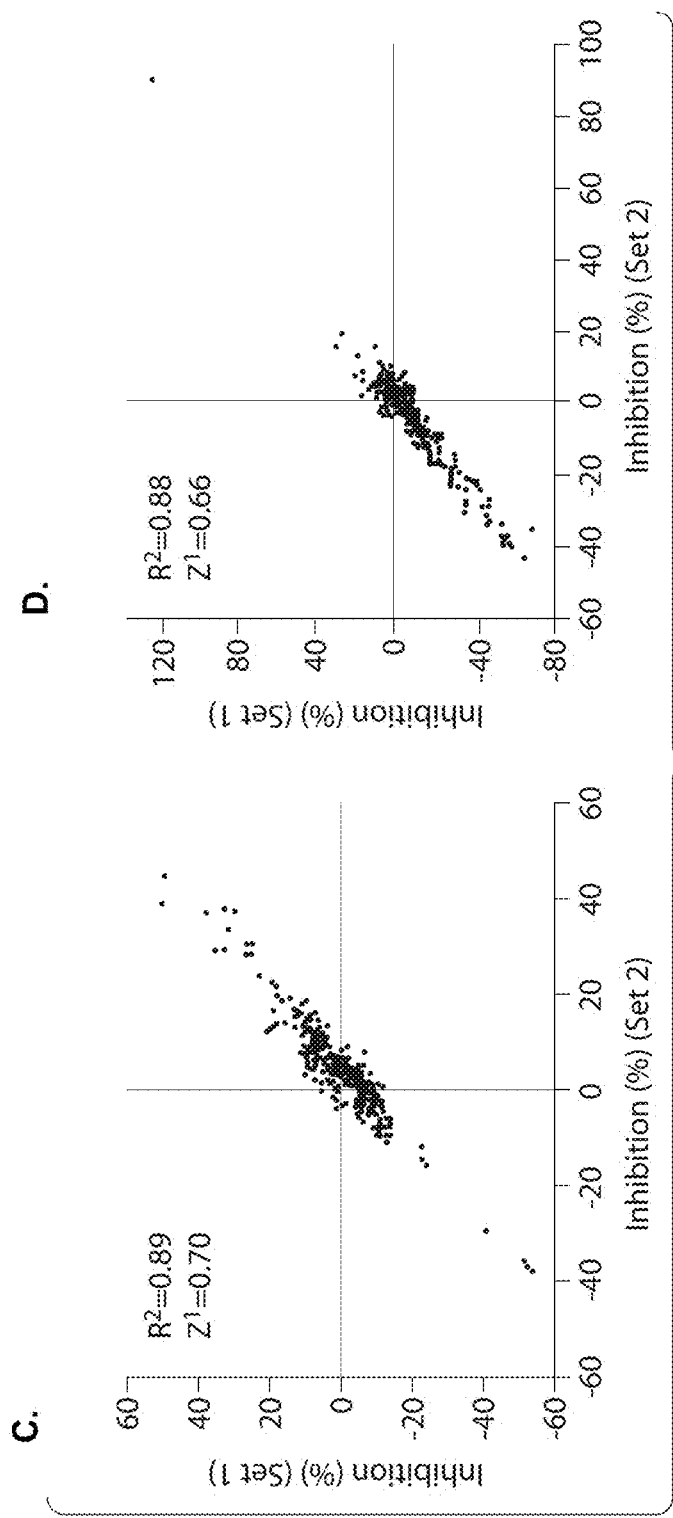 C.
R²=0.89
Z¹=0.70
60
40
20
0
-20
-40
-60
Inhibition (%) (Set 1)
-60
-40
-20
0
20
40
60
Inhibition (%) (Set 2)
D.
R²=0.88
Z¹=0.66
120
80
40
0
-40
-80
Inhibition (%) (Set 1)
-60
-40
-20
0
20
40
60
80
100
Inhibition (%) (Set 2)